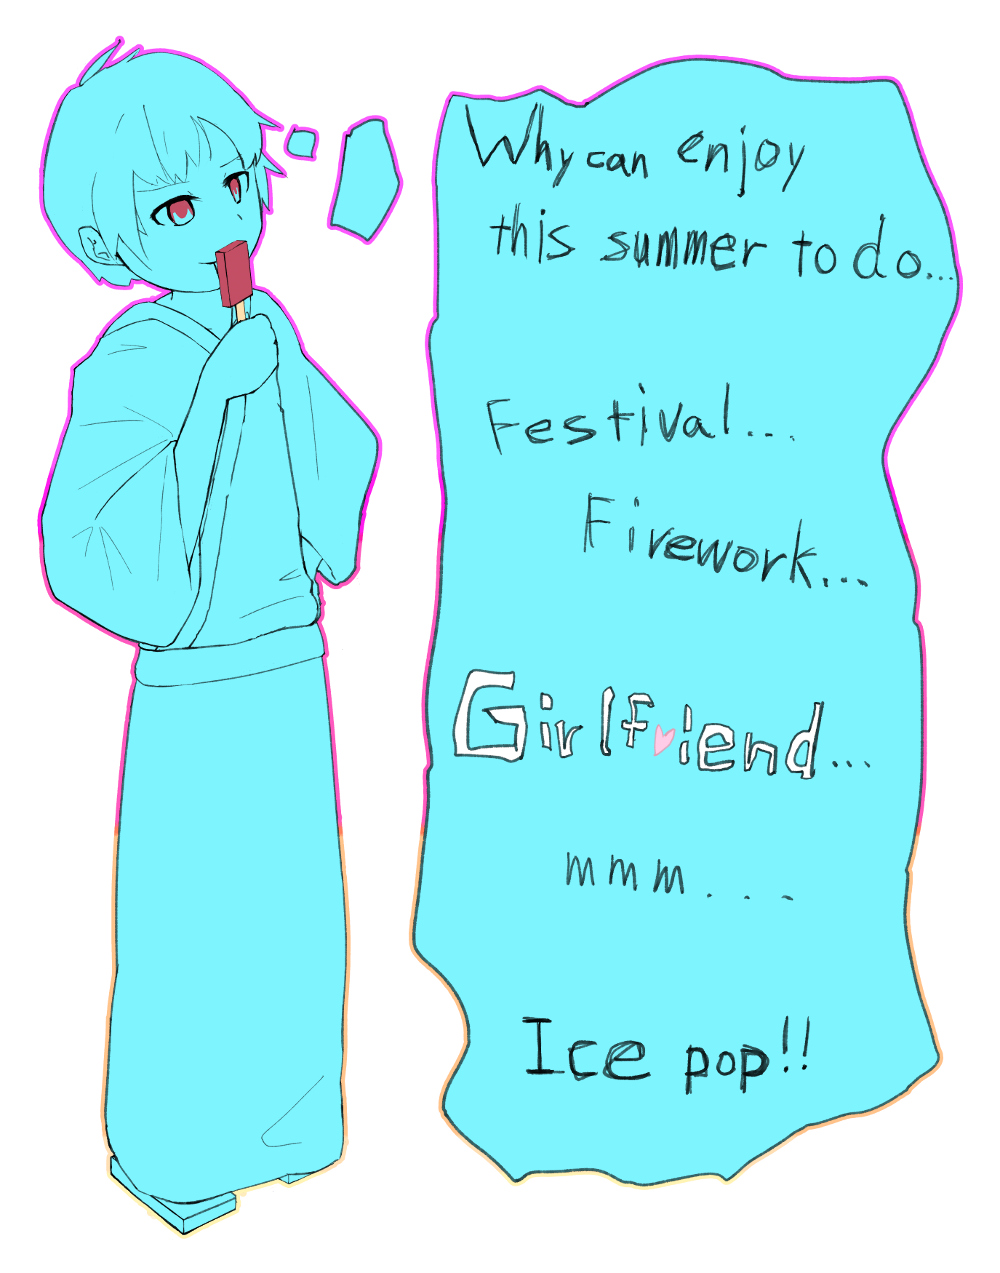 Why can enjoy
this summer to do...
Festival...
Firework...
Girlfriend...
mmm....
Ice pop!!